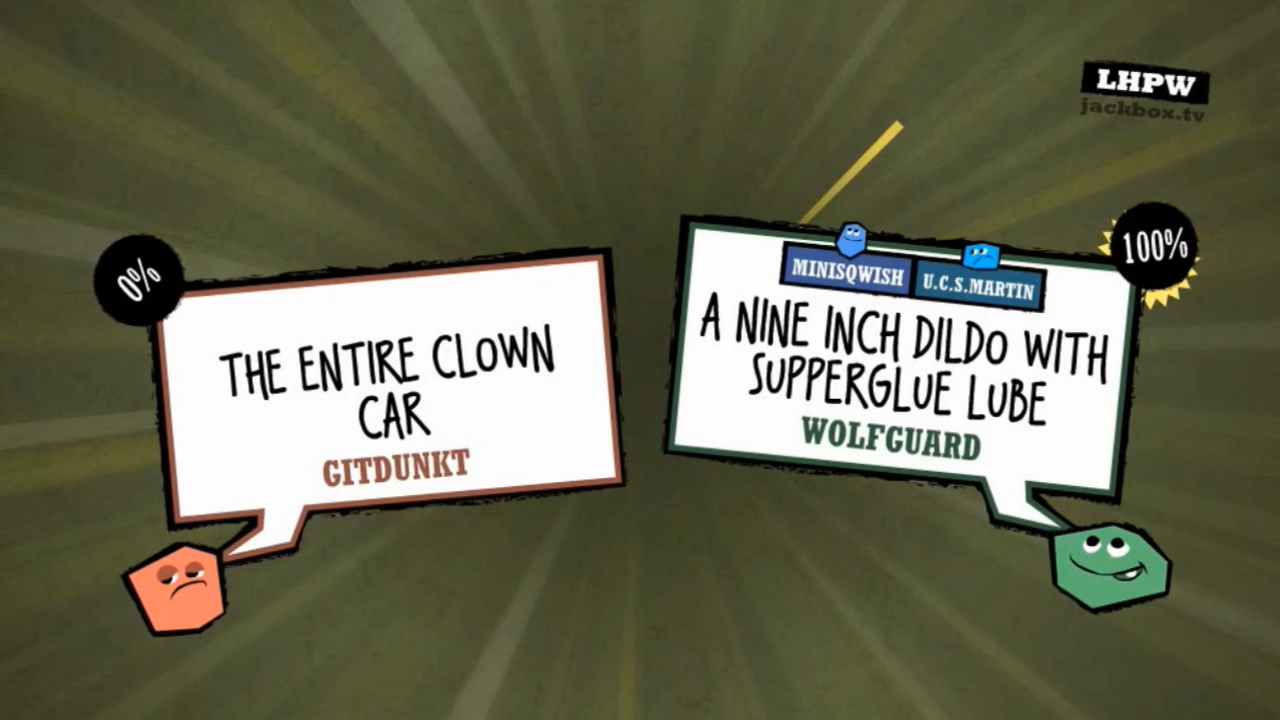 LHPW
jackbox.tv
0%
THE ENTIRE CLOWN
CAR
GITDUNKT
100%
MINISQWISH
U.C.S.MARTIN
A NINE INCH DILDO WITH
SUPPERGLUE LUBE
WOLFGUARD